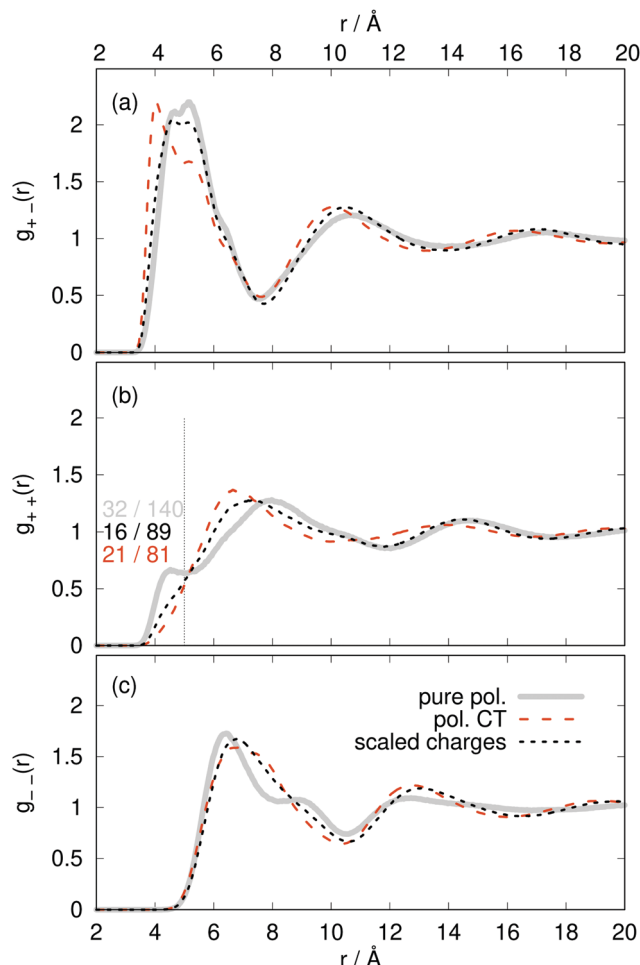 r / Å
2 4 6 8 10 12 14 16 18 20
(a)
2
1.5
1
0.5
0
g+−(r)
(b)
2
1.5
1
0.5
0
g++(r)
32 / 140
16 / 89
21 / 81
(c)
2
1.5
1
0.5
0
g−−(r)
pure pol.
pol. CT
scaled charges
2 4 6 8 10 12 14 16 18 20
r / Å